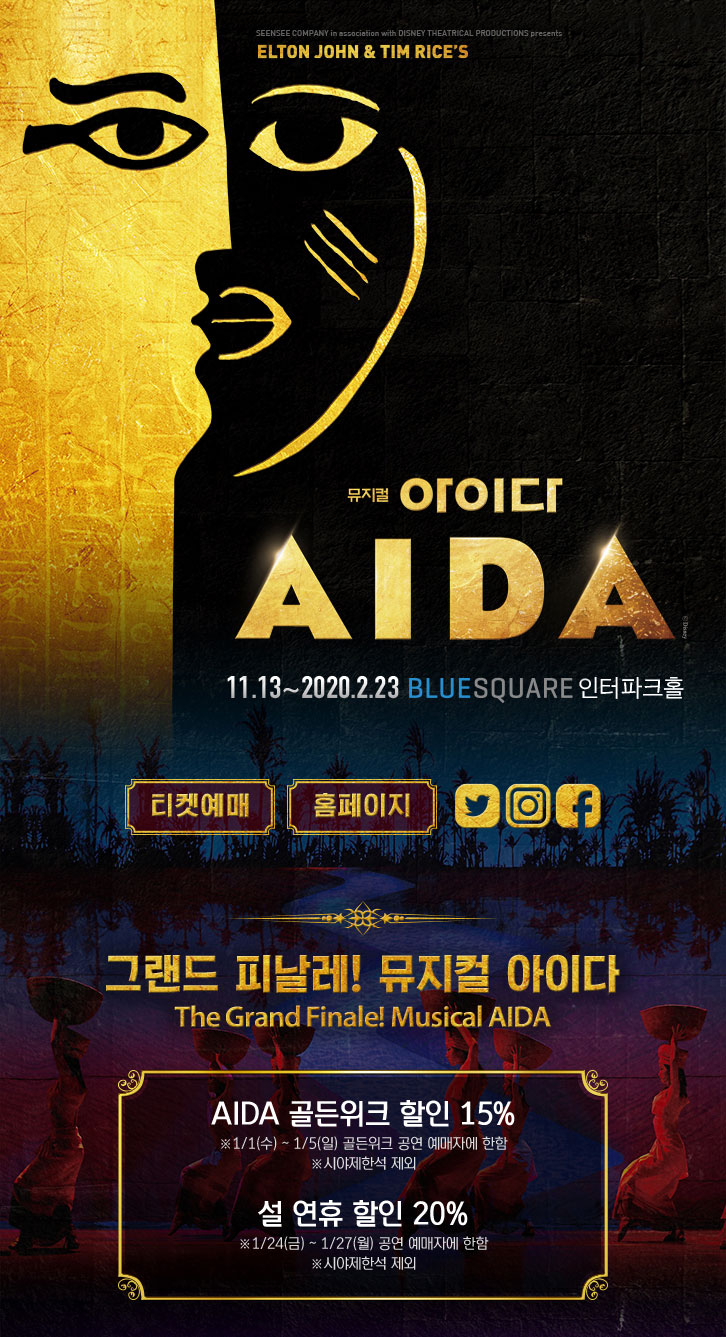 SEENSEE COMPANY in association with DISNEY THEATRICAL PRODUCTIONS presents
ELTON JOHN & TIM RICE'S
뮤지컬 아이다
AIDA
© Disney
11.13~2020.2.23 BLUESQUARE 인터파크홀
티켓예매 홈페이지
그랜드 피날레! 뮤지컬 아이다
The Grand Finale! Musical AIDA
AIDA 골든위크 할인 15%
※1/1(수) ~ 1/5(일) 골든위크 공연 예매자에 한함
※시야제한석 제외
설 연휴 할인 20%
※1/24(금) ~ 1/27(월) 공연 예매자에 한함
※시야제한석 제외